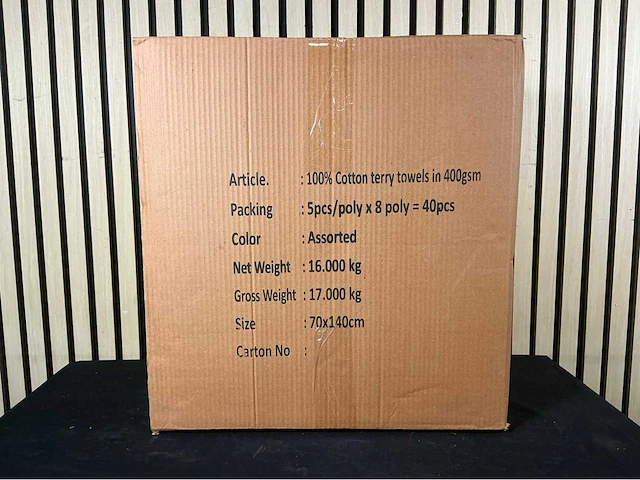 Article. : 100% Cotton terry towels in 400gsm
Packing : 5pcs/poly x 8 poly = 40pcs
Color : Assorted
Net Weight : 16.000 kg
Gross Weight : 17.000 kg
Size : 70x140cm
Carton No :